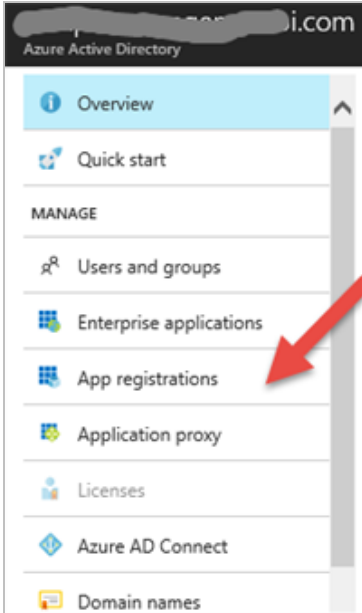 i.com
Azure Active Directory
Overview
Quick start
MANAGE
Users and groups
Enterprise applications
App registrations
Application proxy
Licenses
Azure AD Connect
Domain names